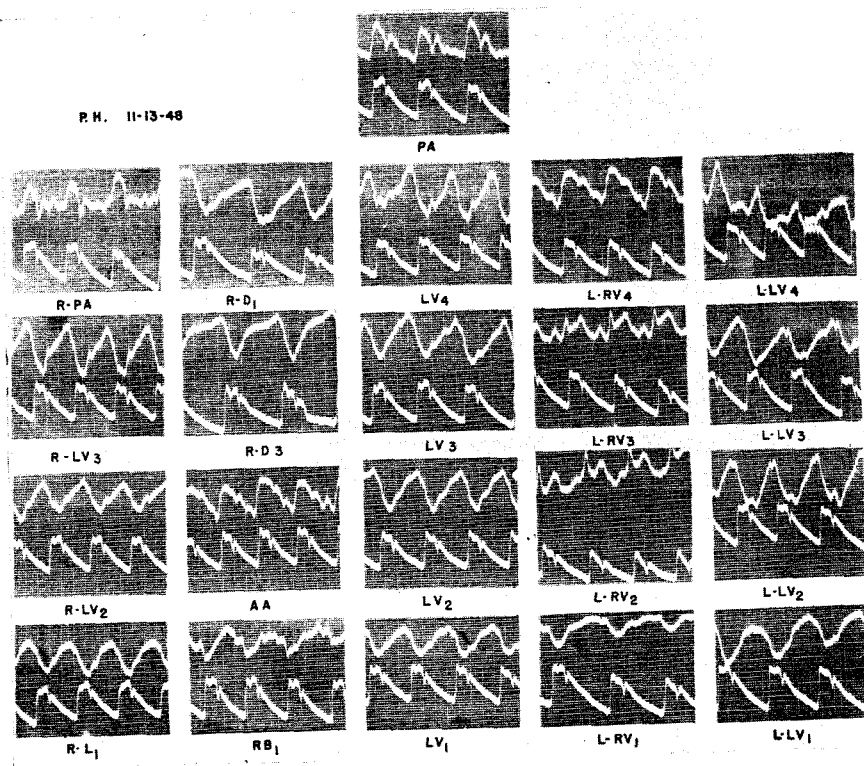 P.H. 11-13-48
PA
R-PA R-D1 LV4 L-RV4 L-LV4
R-LV3 R-D3 LV3 L-RV3 L-LV3
R-LV2 AA LV2 L-RV2 L-LV2
R-L1 RB1 LV1 L-RV1 L-LV1